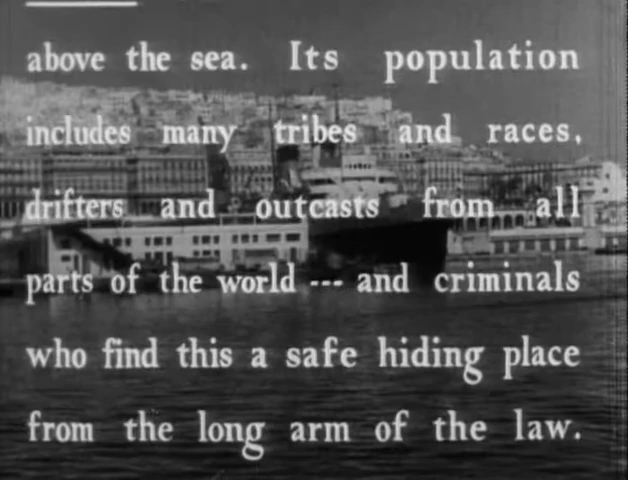 above the sea. Its population
includes many tribes and races,
drifters and outcasts from all
parts of the world --- and criminals
who find this a safe hiding place
from the long arm of the law.